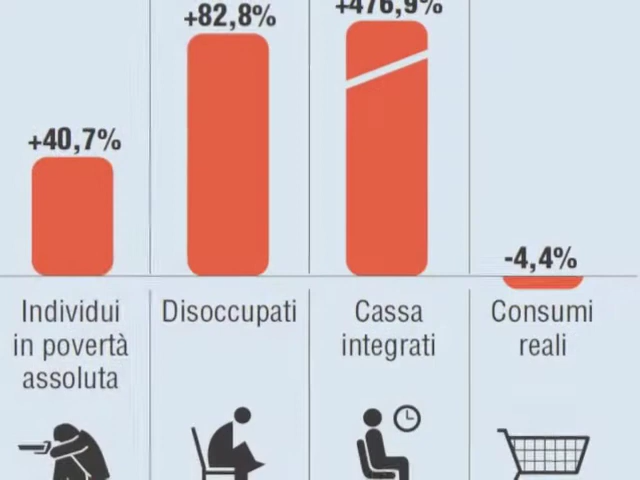 +40,7%
+82,8%
+476,9%
-4,4%
Individui
in povertà
assoluta
Disoccupati
Cassa
integrati
Consumi
reali